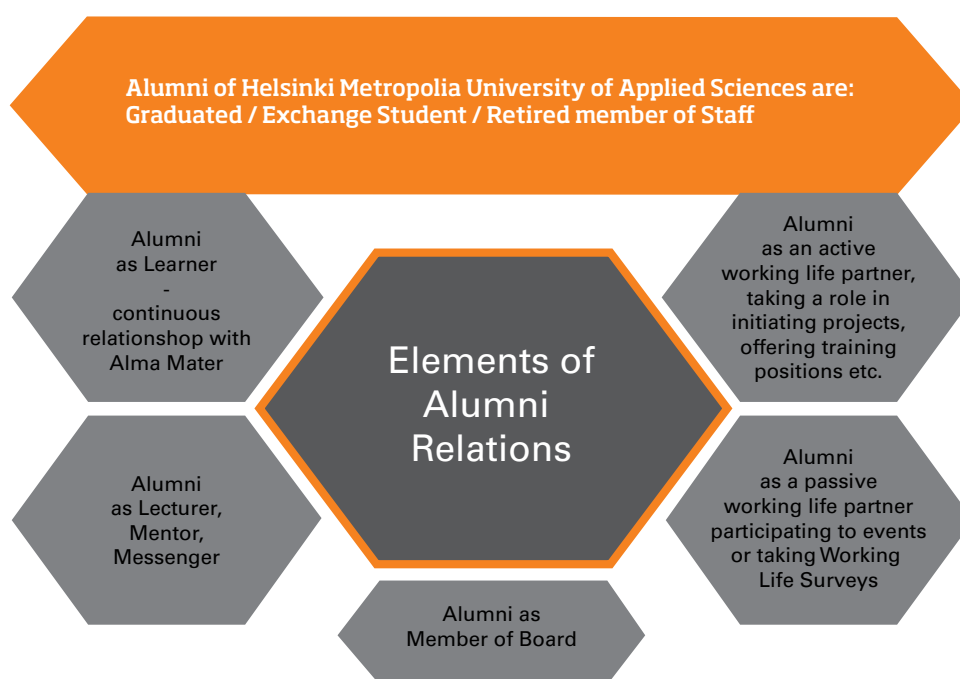 Alumni of Helsinki Metropolia University of Applied Sciences are:
Graduated / Exchange Student / Retired member of Staff
Alumni
as Learner
-
continuous
relationship with
Alma Mater
Alumni
as an active
working life partner,
taking a role in
initiating projects,
offering training
positions etc.
Elements of
Alumni
Relations
Alumni
as Lecturer,
Mentor,
Messenger
Alumni
as a passive
working life partner
participating to events
or taking Working
Life Surveys
Alumni as
Member of Board